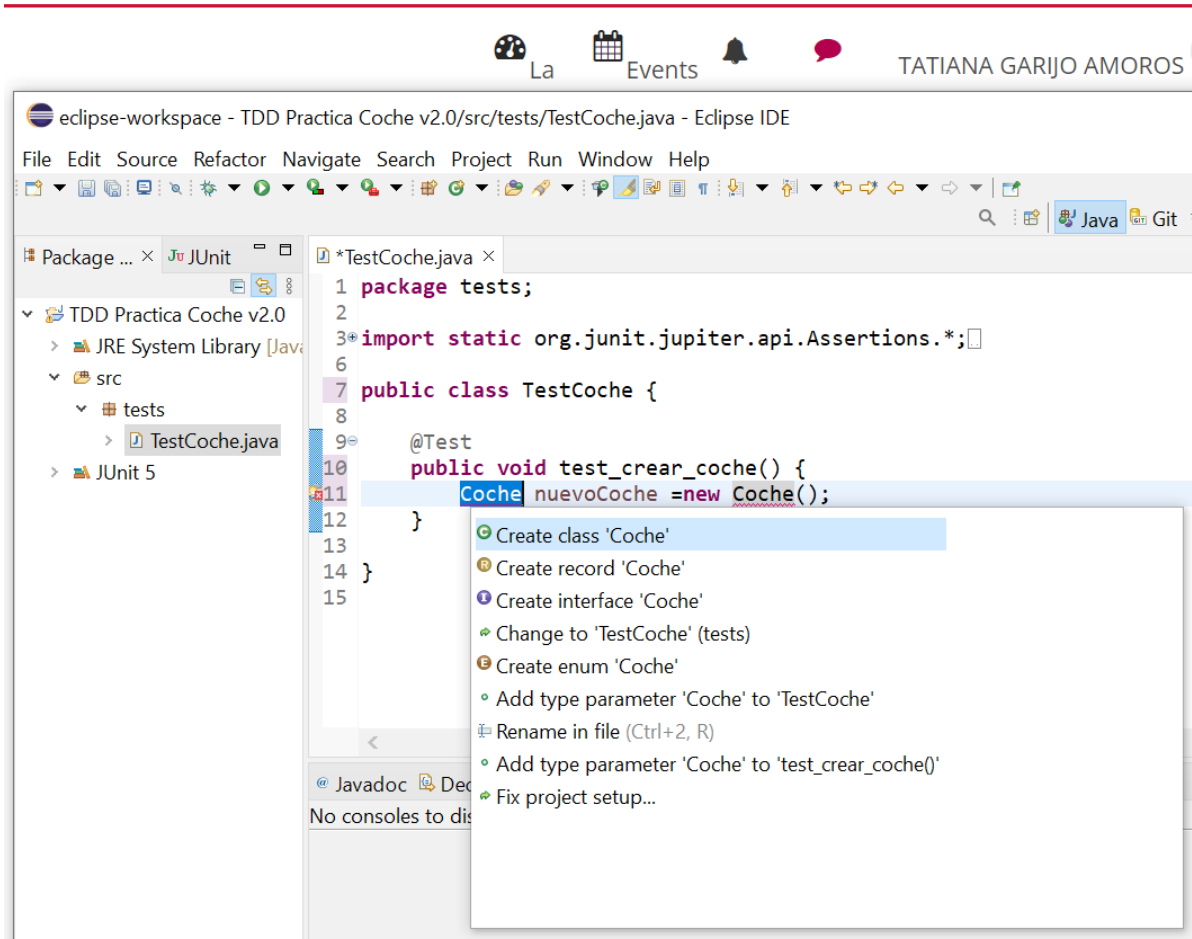 La
Events
TATIANA GARIJO AMOROS
eclipse-workspace - TDD Practica Coche v2.0/src/tests/TestCoche.java - Eclipse IDE
File Edit Source Refactor Navigate Search Project Run Window Help
Java Git
Package ... JUnit
*TestCoche.java
TDD Practica Coche v2.0
JRE System Library [Java
src
tests
TestCoche.java
JUnit 5
1 package tests;
2
3 import static org.junit.jupiter.api.Assertions.*;
6
7 public class TestCoche {
8
9 @Test
10 public void test_crear_coche() {
11 Coche nuevoCoche =new Coche();
12 }
13
14 }
15
Create class 'Coche'
Create record 'Coche'
Create interface 'Coche'
Change to 'TestCoche' (tests)
Create enum 'Coche'
Add type parameter 'Coche' to 'TestCoche'
Rename in file (Ctrl+2, R)
Add type parameter 'Coche' to 'test_crear_coche()'
Fix project setup...
@ Javadoc Dec
No consoles to dis